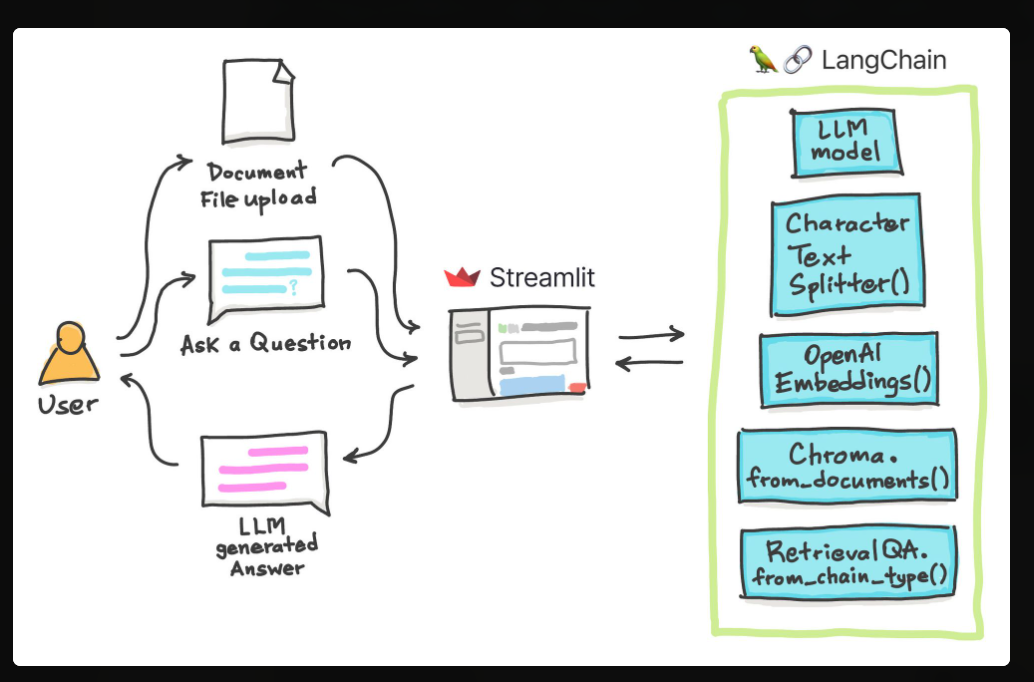 LangChain
Document
File upload
?
Ask a Question
User
LLM
generated
Answer
Streamlit
LLM
model
Character
Text
Splitter()
OpenAI
Embeddings()
Chroma.
from_documents()
RetrievalQA.
from_chain_type()